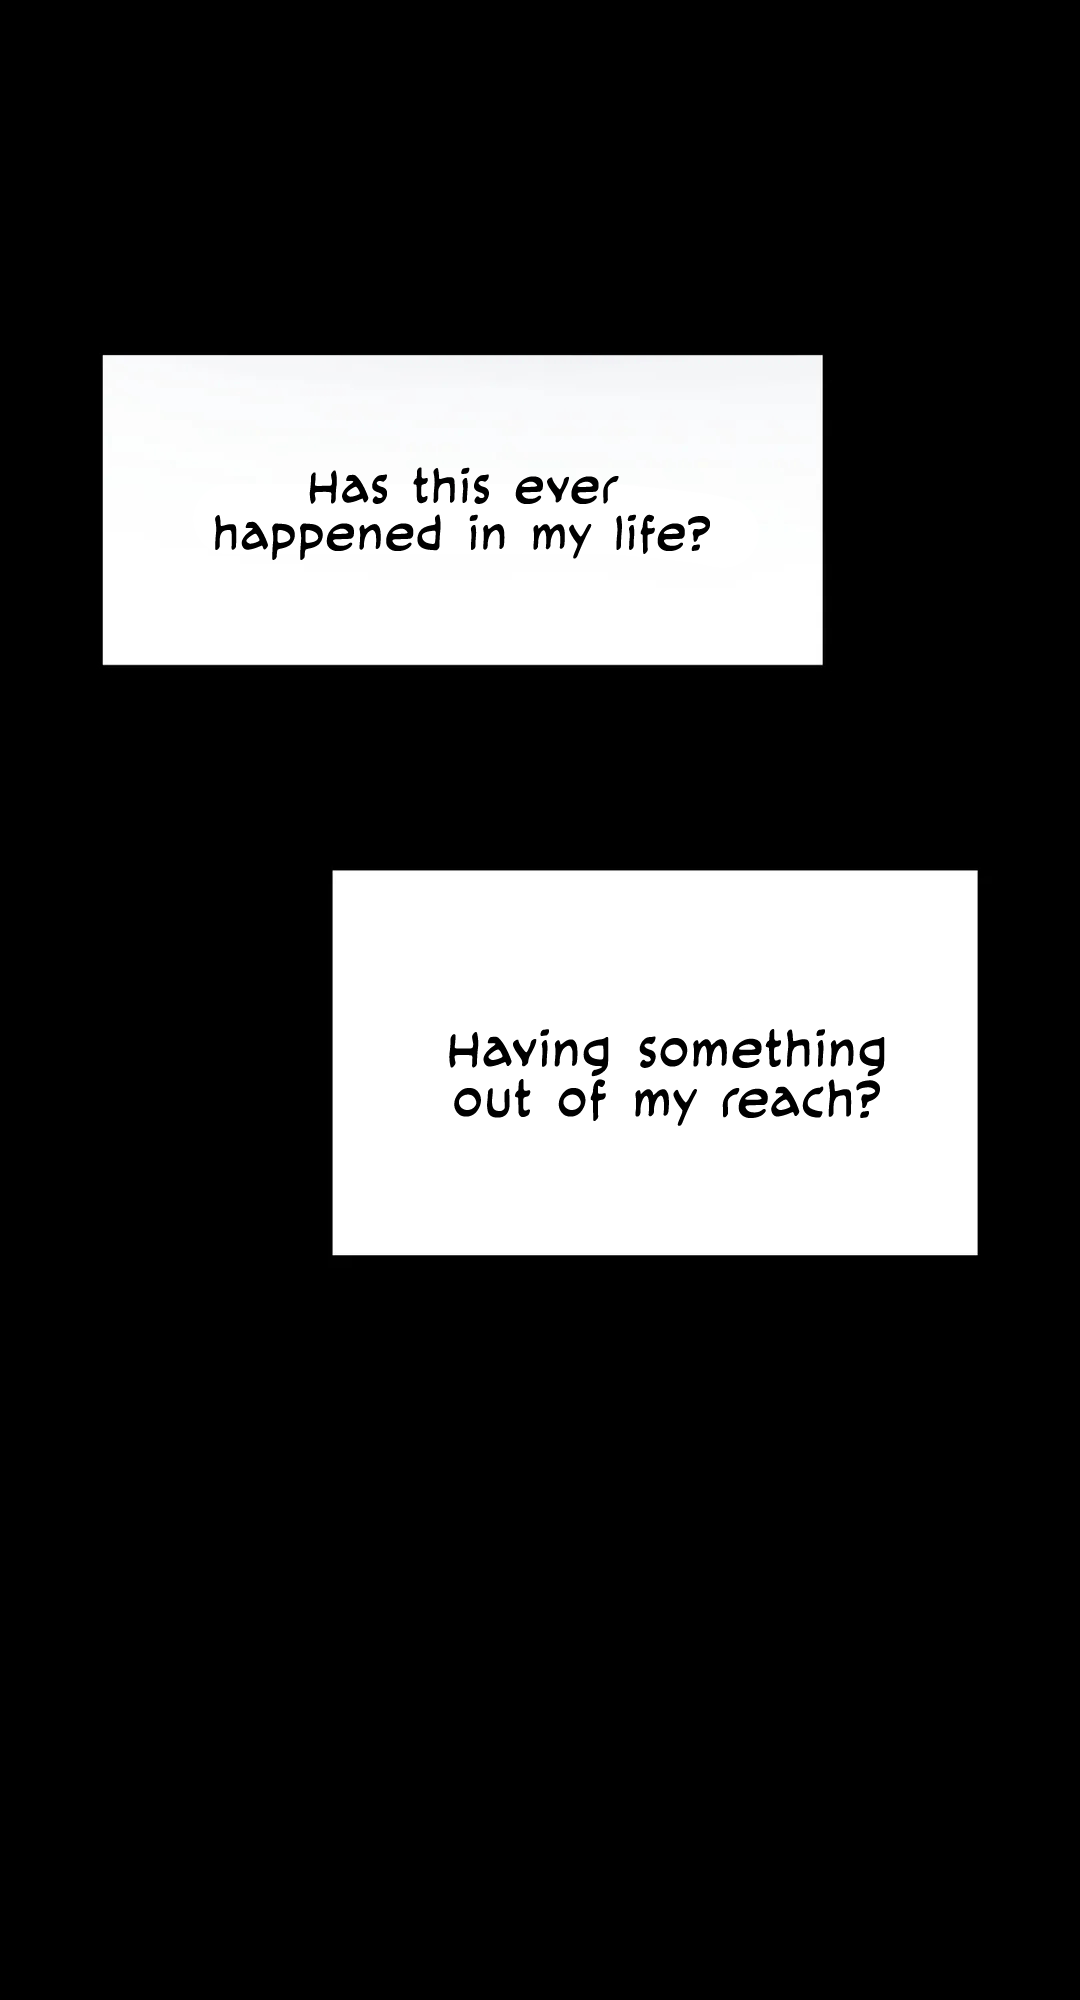 Has this ever
happened in my life?
Having something
out of my reach?